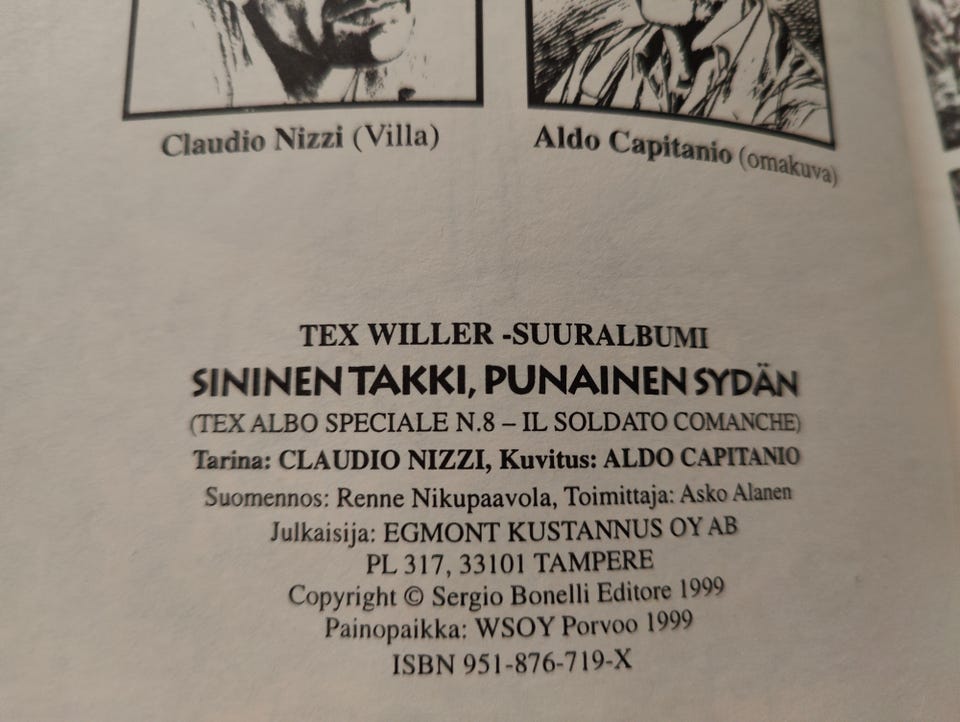 Claudio Nizzi (Villa)
Aldo Capitanio (omakuva)
TEX WILLER -SUURALBUMI
SININEN TAKKI, PUNAINEN SYDÄN
(TEX ALBO SPECIALE N.8 – IL SOLDATO COMANCHE)
Tarina: CLAUDIO NIZZI, Kuvitus: ALDO CAPITANIO
Suomennos: Renne Nikupaavola, Toimittaja: Asko Alanen
Julkaisija: EGMONT KUSTANNUS OY AB
PL 317, 33101 TAMPERE
Copyright © Sergio Bonelli Editore 1999
Painopaikka: WSOY Porvoo 1999
ISBN 951-876-719-X